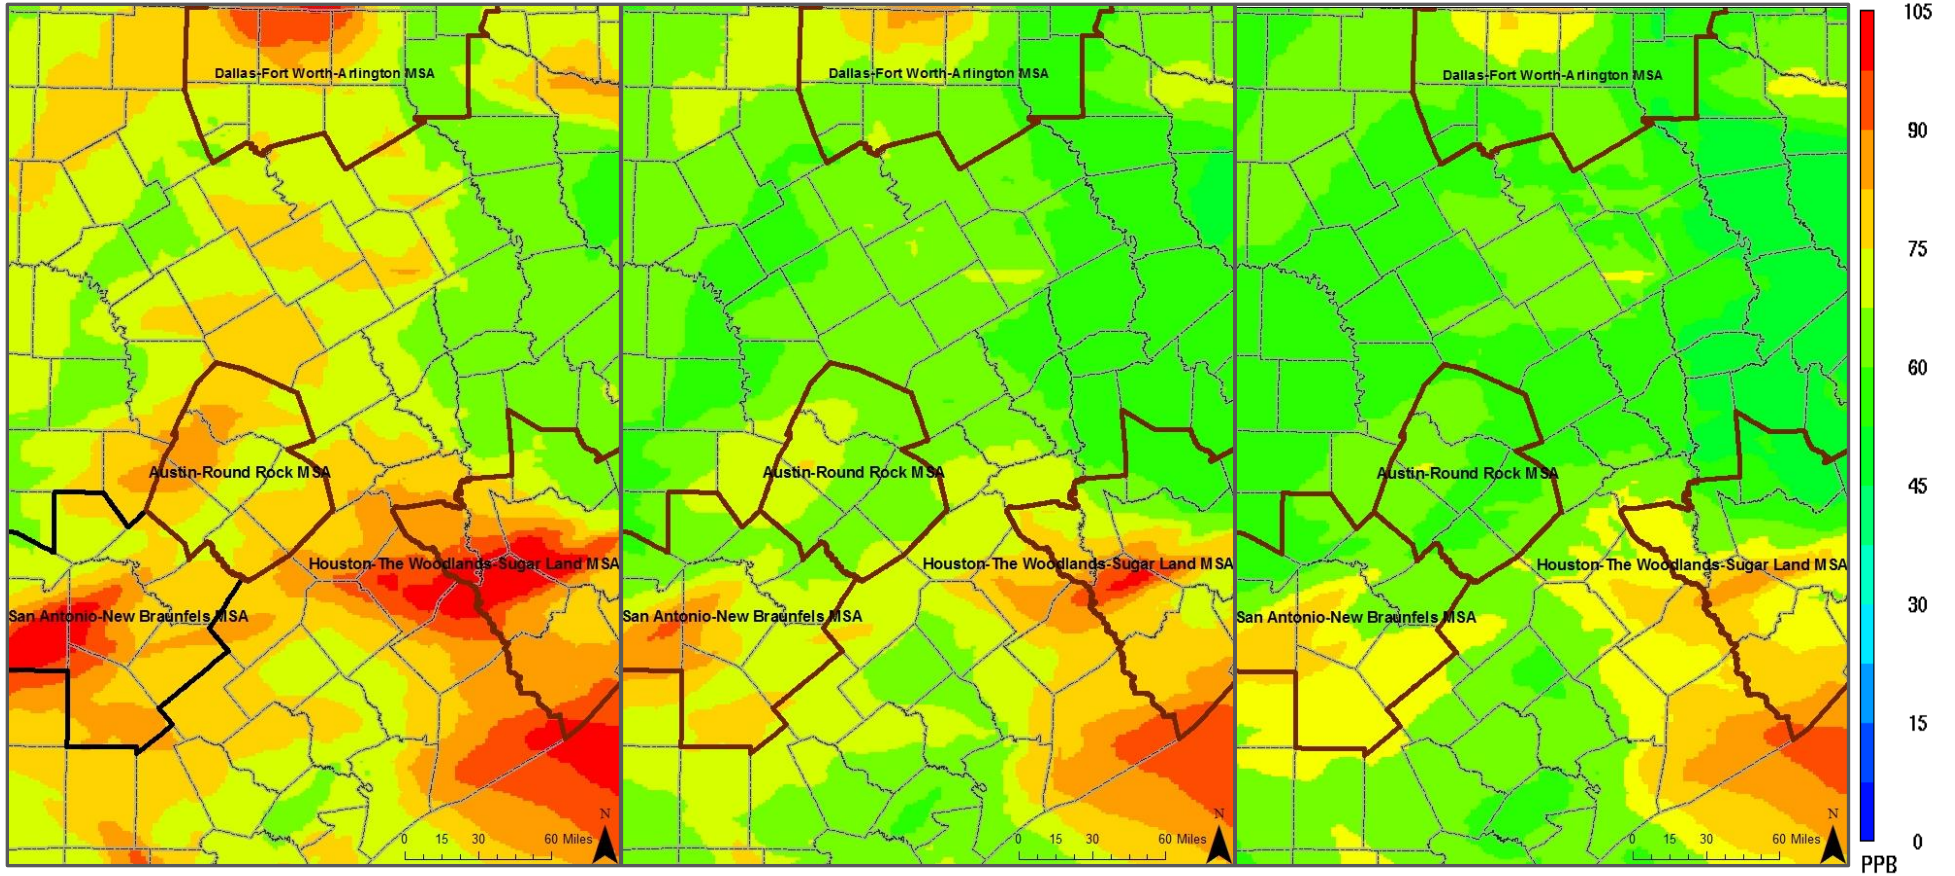 Dallas-Fort Worth-Arlington MSA
Austin-Round Rock MSA
Houston-The Woodlands-Sugar Land MSA
San Antonio-New Braunfels MSA
N
0 15 30 60 Miles
Dallas-Fort Worth-Arlington MSA
Austin-Round Rock MSA
Houston-The Woodlands-Sugar Land MSA
San Antonio-New Braunfels MSA
N
0 15 30 60 Miles
Dallas-Fort Worth-Arlington MSA
Austin-Round Rock MSA
Houston-The Woodlands-Sugar Land MSA
San Antonio-New Braunfels MSA
N
0 15 30 60 Miles
105
90
75
60
45
30
15
0
PPB